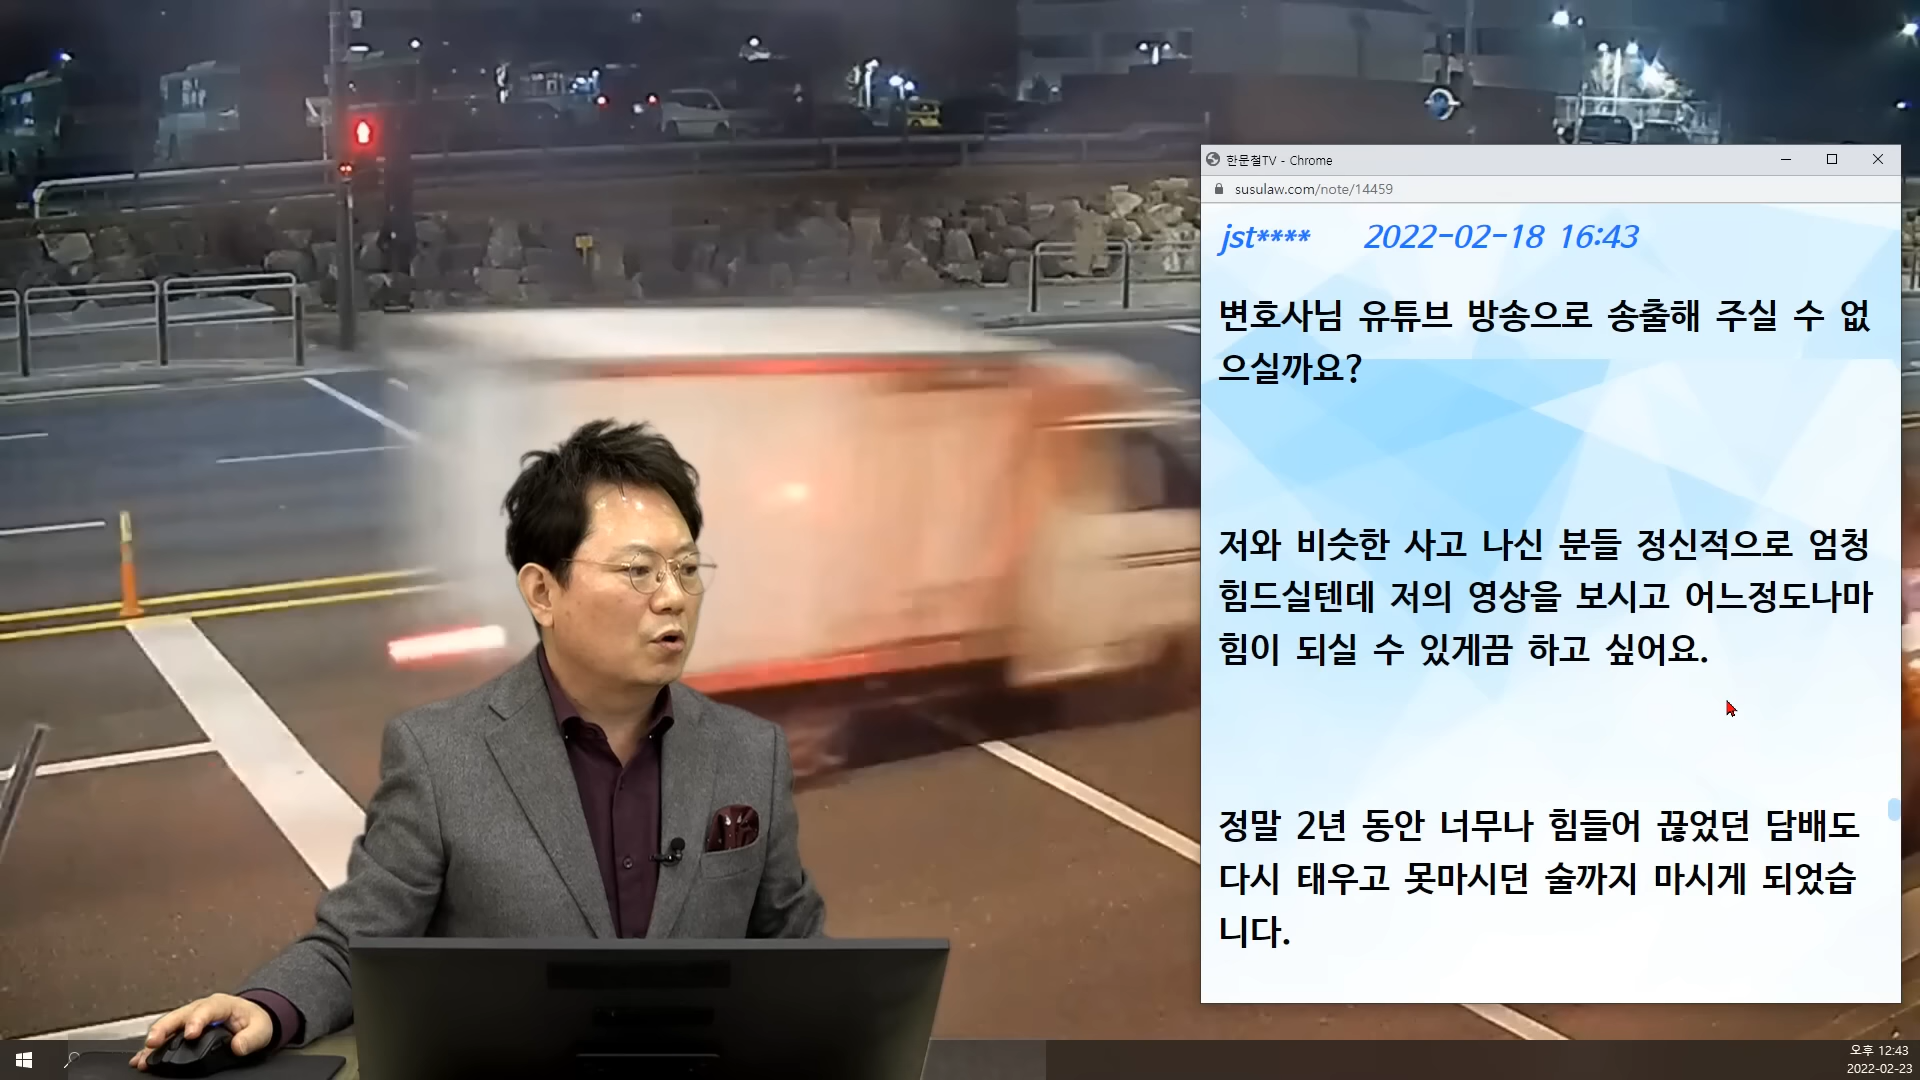 한문철TV - Chrome
susulaw.com/note/14459
jst**** 2022-02-18 16:43
변호사님 유튜브 방송으로 송출해 주실 수 없
으실까요?
저와 비슷한 사고 나신 분들 정신적으로 엄청
힘드실텐데 저의 영상을 보시고 어느정도나마
힘이 되실 수 있게끔 하고 싶어요.
정말 2년 동안 너무나 힘들어 끊었던 담배도
다시 태우고 못마시던 술까지 마시게 되었습
니다.
오후 12:43
2022-02-23